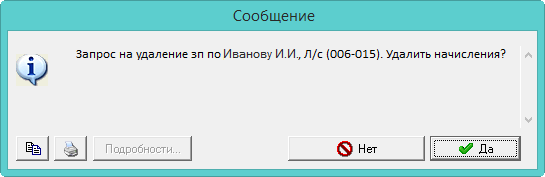 Сообщение
Запрос на удаление зп по Иванову И.И., Л/с (006-015). Удалить начисления?
Подробности...
Нет
Да